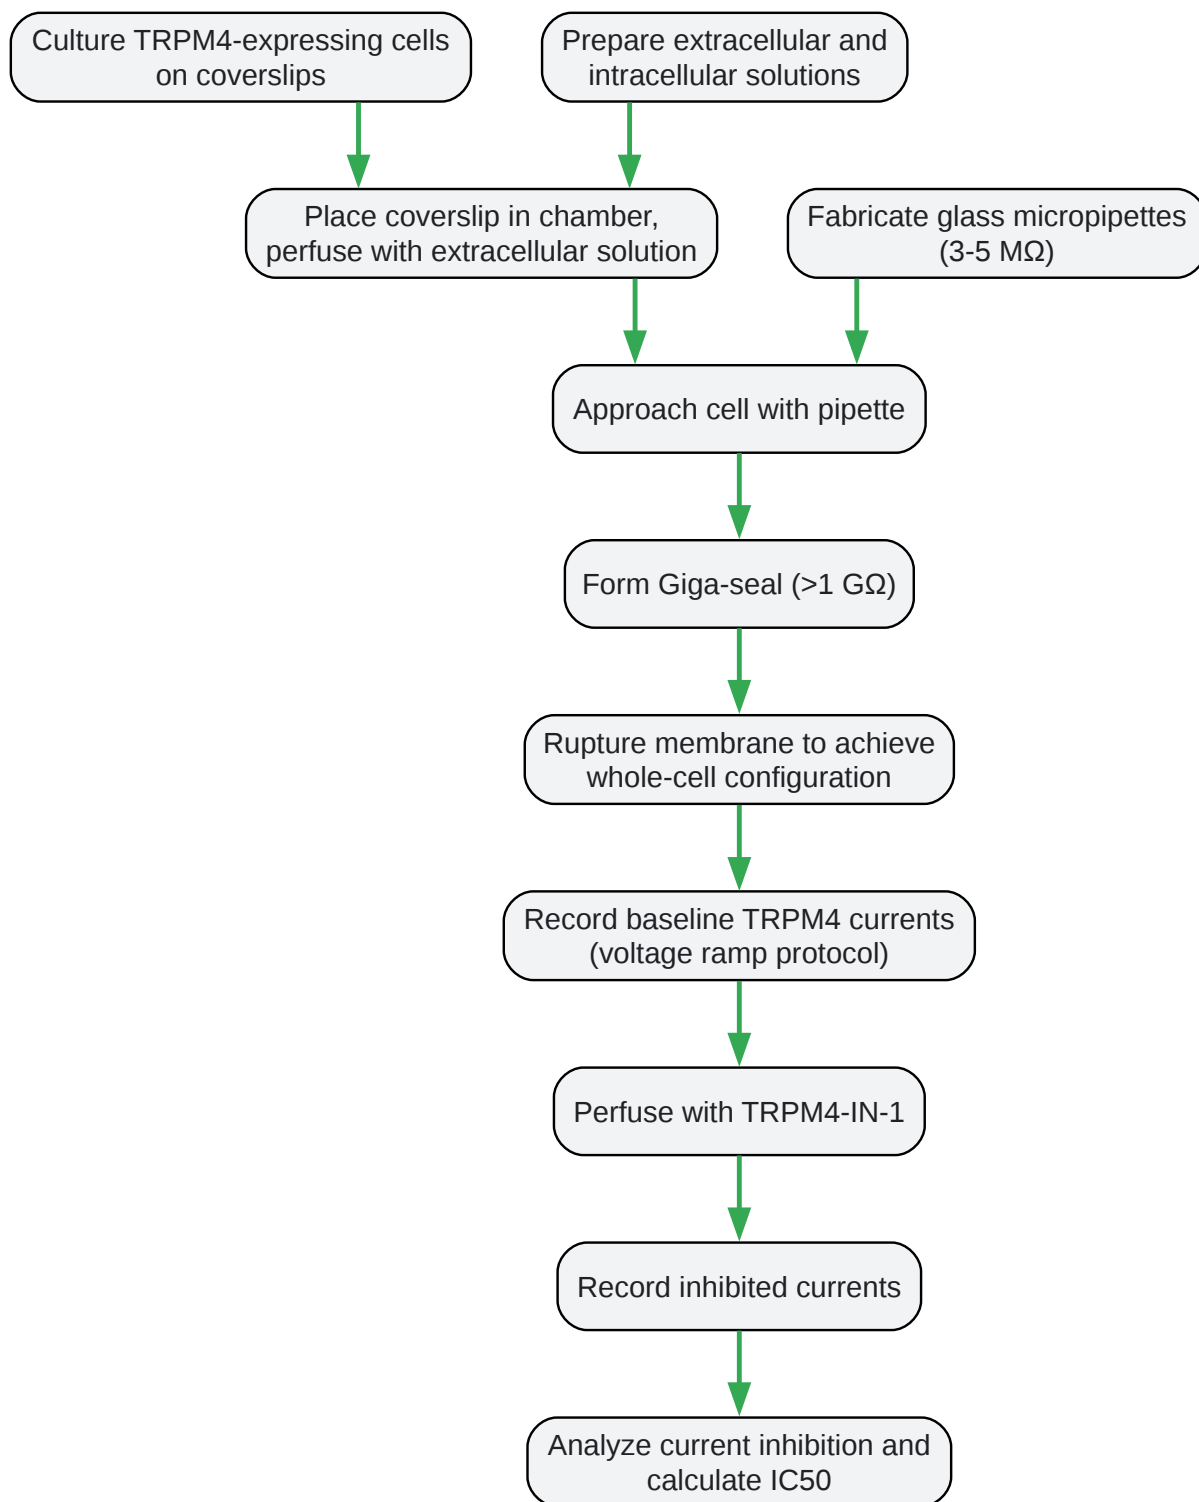 Culture TRPM4-expressing cells
on coverslips
Prepare extracellular and
intracellular solutions
Place coverslip in chamber,
perfuse with extracellular solution
Fabricate glass micropipettes
(3-5 MΩ)
Approach cell with pipette
Form Giga-seal (>1 GΩ)
Rupture membrane to achieve
whole-cell configuration
Record baseline TRPM4 currents
(voltage ramp protocol)
Perfuse with TRPM4-IN-1
Record inhibited currents
Analyze current inhibition and
calculate IC50